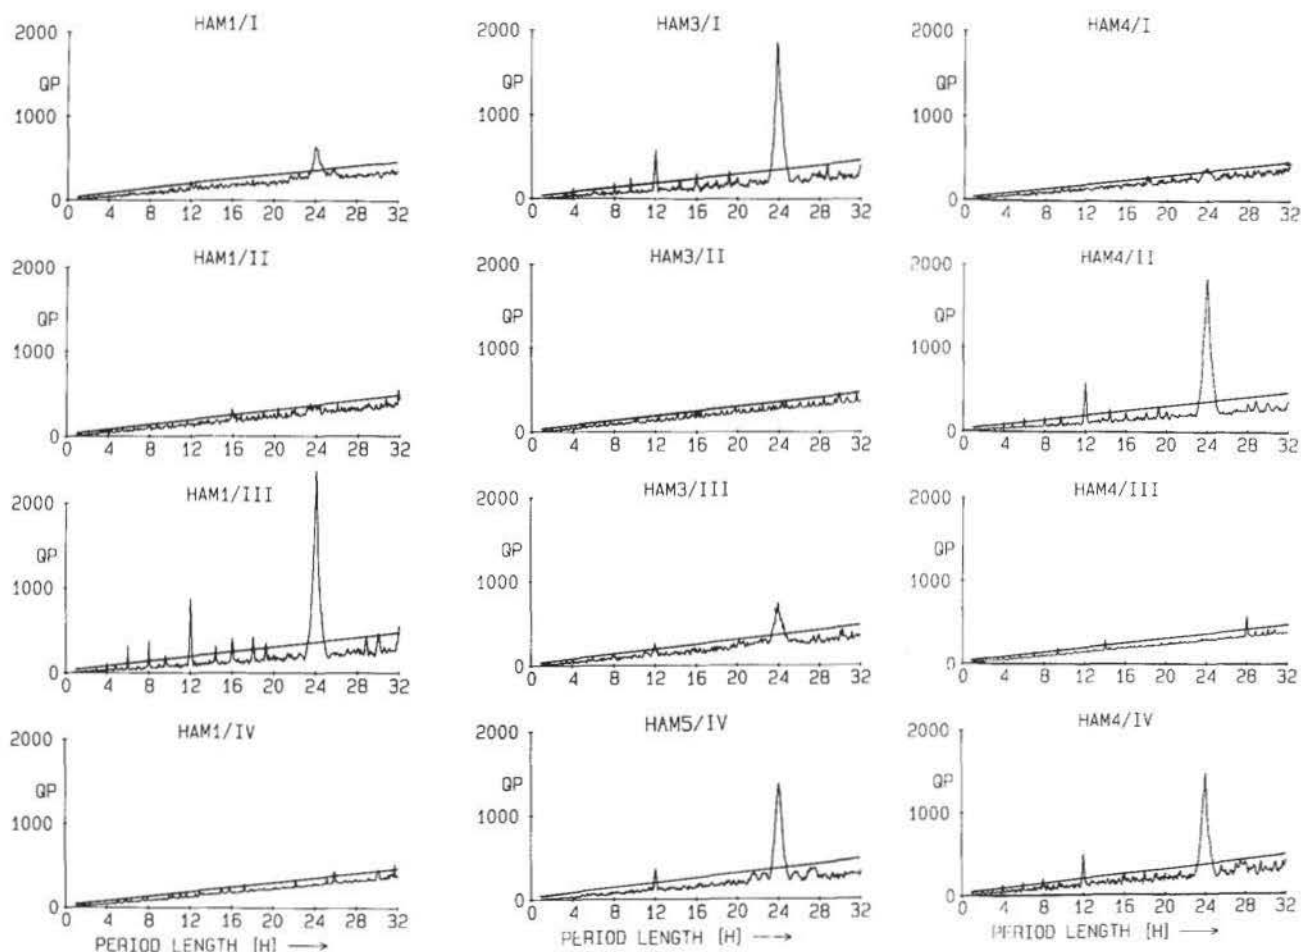 HAM1/I
2000
QP
1000
0
0 4 8 12 16 20 24 28 32
HAM3/I
2000
QP
1000
0
0 4 8 12 16 20 24 28 32
HAM4/I
2000
QP
1000
0
0 4 8 12 16 20 24 28 32
HAM1/II
2000
QP
1000
0
0 4 8 12 16 20 24 28 32
HAM3/II
2000
QP
1000
0
0 4 8 12 16 20 24 28 32
HAM4/II
2000
QP
1000
0
0 4 8 12 16 20 24 28 32
HAM1/III
2000
QP
1000
0
0 4 8 12 16 20 24 28 32
HAM3/III
2000
QP
1000
0
0 4 8 12 16 20 24 28 32
HAM4/III
2000
QP
1000
0
0 4 8 12 16 20 24 28 32
HAM1/IV
2000
QP
1000
0
0 4 8 12 16 20 24 28 32
PERIOD LENGTH [H]
HAM5/IV
2000
QP
1000
0
0 4 8 12 16 20 24 28 32
PERIOD LENGTH [H]
HAM4/IV
2000
QP
1000
0
0 4 8 12 16 20 24 28 32
PERIOD LENGTH [H]